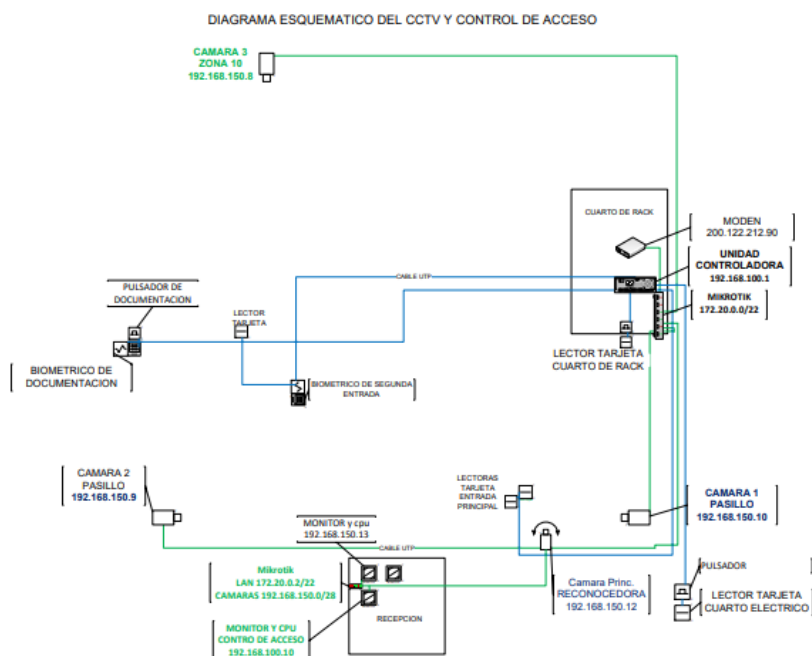 DIAGRAMA ESQUEMATICO DEL CCTV Y CONTROL DE ACCESO
CAMARA 3
ZONA 10
192.168.150.8
CUARTO DE RACK
MODEN
200.122.212.90
UNIDAD
CONTROLADORA
192.168.100.1
MIKROTIK
172.20.0.0/22
CABLE UTP
PULSADOR DE
DOCUMENTACION
LECTOR
TARJETA
LECTOR TARJETA
CUARTO DE RACK
BIOMETRICO DE
DOCUMENTACION
BIOMETRICO DE SEGUNDA
ENTRADA
CAMARA 2
PASILLO
192.168.150.9
LECTORAS
TARJETA
ENTRADA
PRINCIPAL
CAMARA 1
PASILLO
192.168.150.10
MONITOR y cpu
192.168.150.13
CABLE UTP
Mikrotik
LAN 172.20.0.2/22
CAMARAS 192.168.150.0/28
Camara Princ.
RECONOCEDORA
192.168.150.12
PULSADOR
LECTOR TARJETA
CUARTO ELECTRICO
RECEPCION
MONITOR Y CPU
CONTRO DE ACCESO
192.168.100.10